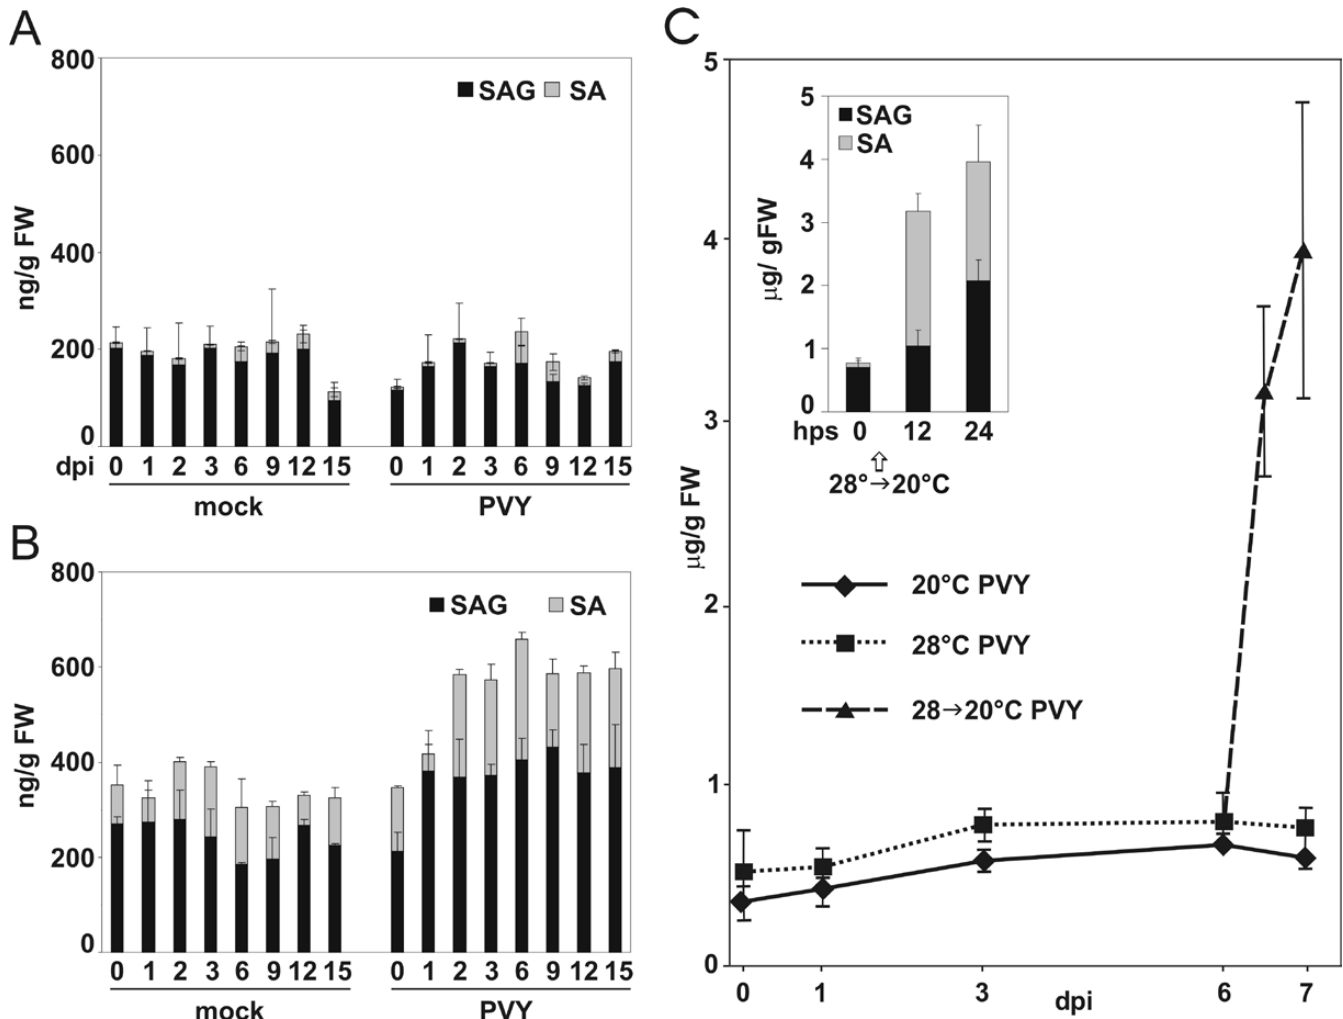 A
800
600
400
200
0
ng/g FW
SAG SA
dpi 0 1 2 3 6 9 12 15 0 1 2 3 6 9 12 15
mock PVY
B
800
600
400
200
0
ng/g FW
SAG SA
0 1 2 3 6 9 12 15 0 1 2 3 6 9 12 15
mock PVY
C
5
4
3
2
1
0
µg/g FW
5
4
3
2
1
0
µg/ gFW
SAG
SA
hps 0 12 24
28°→20°C
20°C PVY
28°C PVY
28→20°C PVY
0 1 3 6 7
dpi